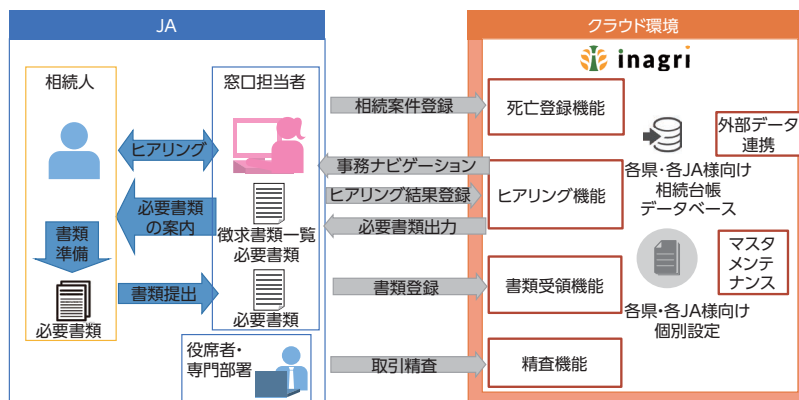 JA
クラウド環境
inagri
相続人
窓口担当者
ヒアリング
必要書類
の案内
書類
準備
徴求書類一覧
必要書類
書類提出
必要書類
必要書類
役席者・
専門部署
相続案件登録
事務ナビゲーション
ヒアリング結果登録
必要書類出力
書類登録
取引精査
死亡登録機能
ヒアリング機能
書類受領機能
精査機能
外部データ
連携
各県・各JA様向け
相続台帳
データベース
マスタ
メンテ
ナンス
各県・各JA様向け
個別設定